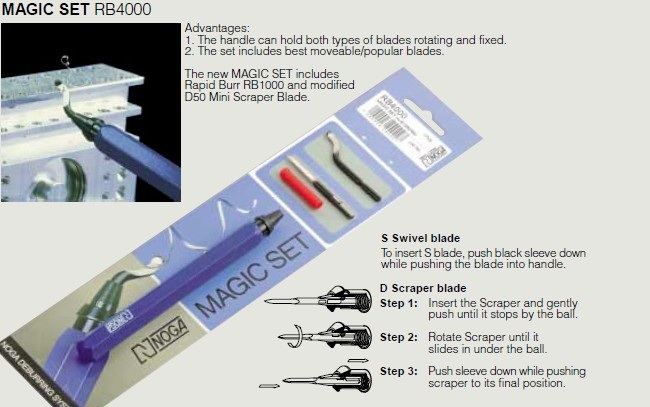 MAGIC SET RB4000
Advantages:
1. The handle can hold both types of blades rotating and fixed.
2. The set includes best moveable/popular blades.
The new MAGIC SET includes
Rapid Burr RB1000 and modified
D50 Mini Scraper Blade.
RB4000
NOGA
MAGIC SET
NOGA
NOGA
NOGA DEBURRING SYS
S Swivel blade
To insert S blade, push black sleeve down
while pushing the blade into handle.
D Scraper blade
Step 1: Insert the Scraper and gently
push until it stops by the ball.
Step 2: Rotate Scraper until it
slides in under the ball.
Step 3: Push sleeve down while pushing
scraper to its final position.